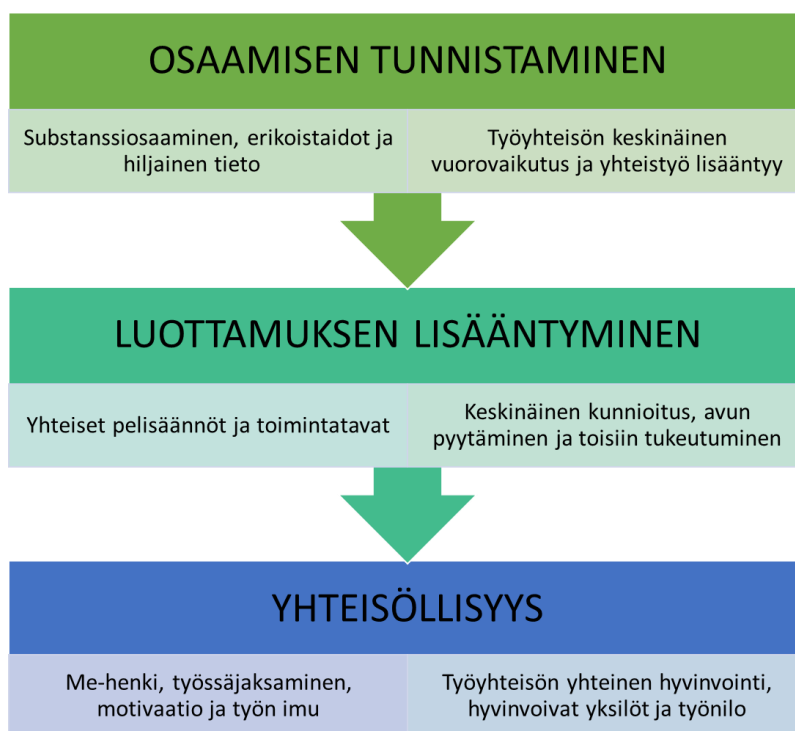 OSAAMISEN TUNNISTAMINEN
Substanssiosaaminen, erikoistaidot ja
hiljainen tieto
Työyhteisön keskinäinen
vuorovaikutus ja yhteistyö lisääntyy
LUOTTAMUKSEN LISÄÄNTYMINEN
Yhteiset pelisäännöt ja toimintatavat
Keskinäinen kunnioitus, avun
pyytäminen ja toisiin tukeutuminen
YHTEISÖLLISYYS
Me-henki, työssäjaksaminen,
motivaatio ja työn imu
Työyhteisön yhteinen hyvinvointi,
hyvinvoivat yksilöt ja työnilo